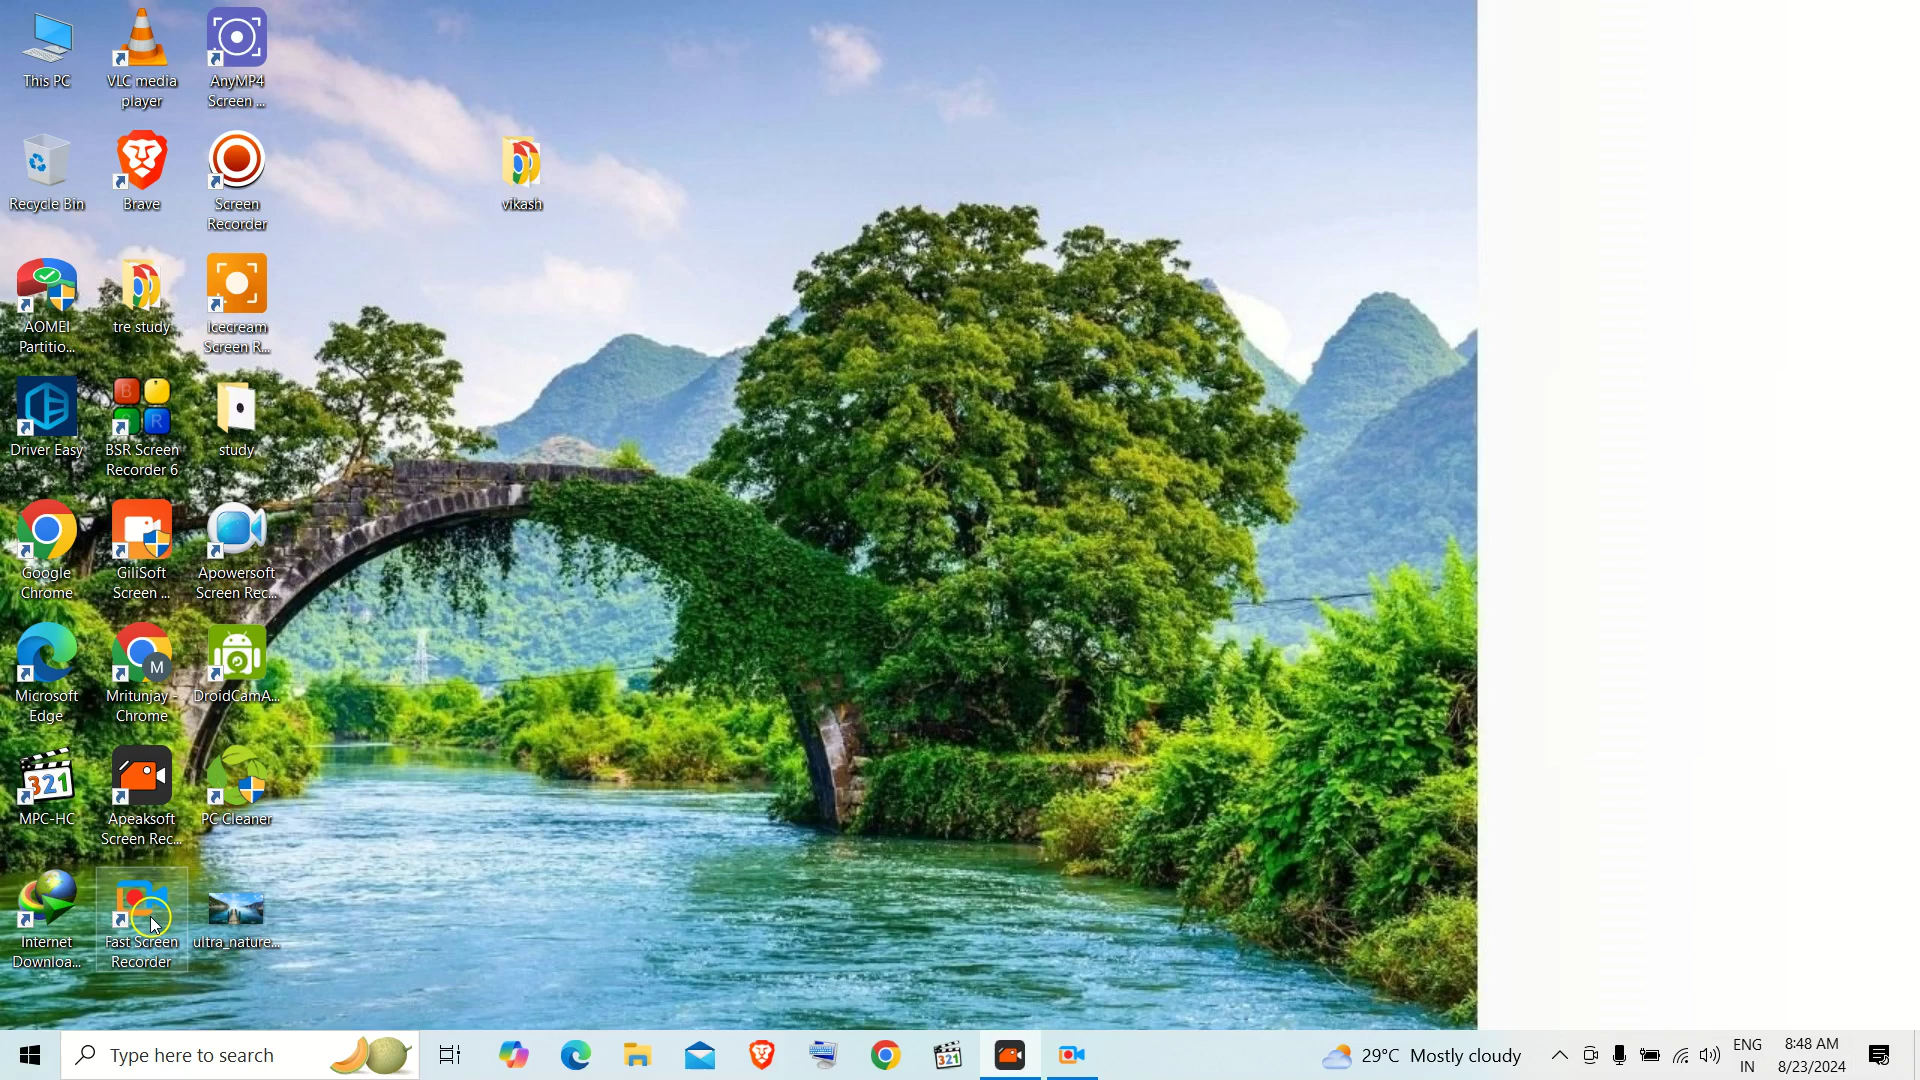 This PC
VLC media
player
AnyMP4
Screen ...
Recycle Bin
Brave
Screen
Recorder
vikash
AOMEI
Partitio...
tre study
Icecream
Screen R...
Driver Easy
BSR Screen
Recorder 6
study
Google
Chrome
GiliSoft
Screen ...
Apowersoft
Screen Rec...
Microsoft
Edge
M
Mritunjay -
Chrome
DroidCamA...
321
MPC-HC
Apeaksoft
Screen Rec...
PC Cleaner
Internet
Downloa...
Fast Screen
Recorder
ultra_nature...
Type here to search
321
29°C Mostly cloudy
ENG
IN
8:48 AM
8/23/2024